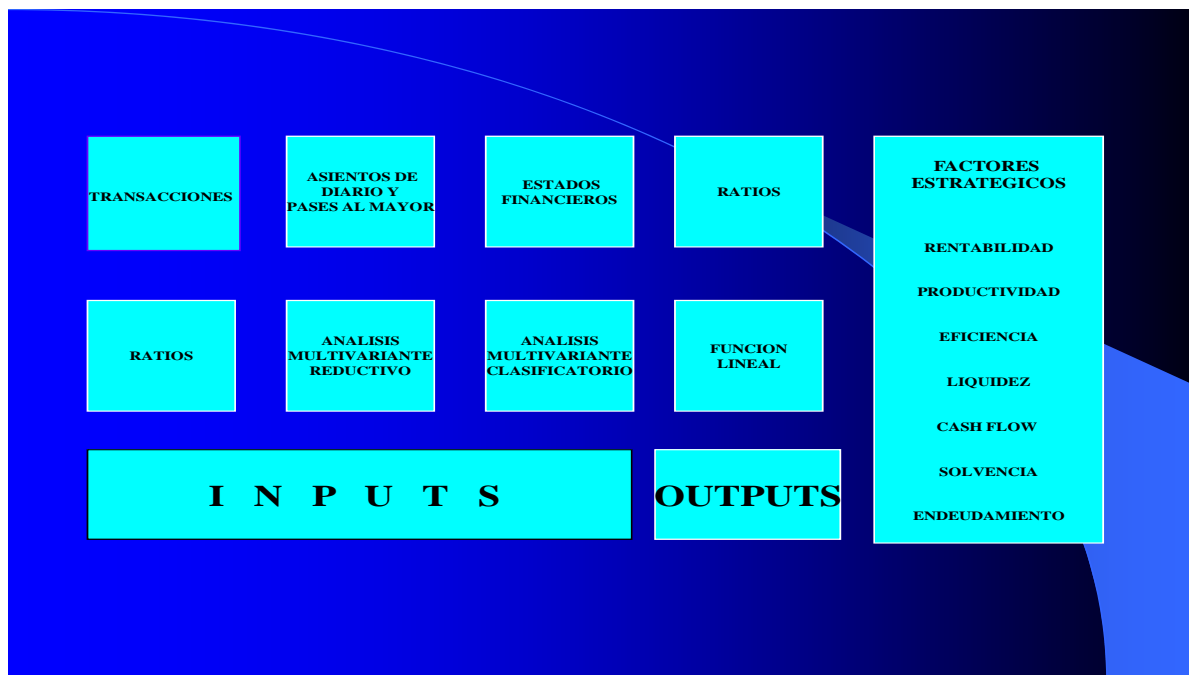 TRANSACCIONES
ASIENTOS DE
DIARIO Y
PASES AL MAYOR
ESTADOS
FINANCIEROS
RATIOS
RATIOS
ANALISIS
MULTIVARIANTE
REDUCTIVO
ANALISIS
MULTIVARIANTE
CLASIFICATORIO
FUNCION
LINEAL
I N P U T S
OUTPUTS
FACTORES
ESTRATEGICOS
RENTABILIDAD
PRODUCTIVIDAD
EFICIENCIA
LIQUIDEZ
CASH FLOW
SOLVENCIA
ENDEUDAMIENTO